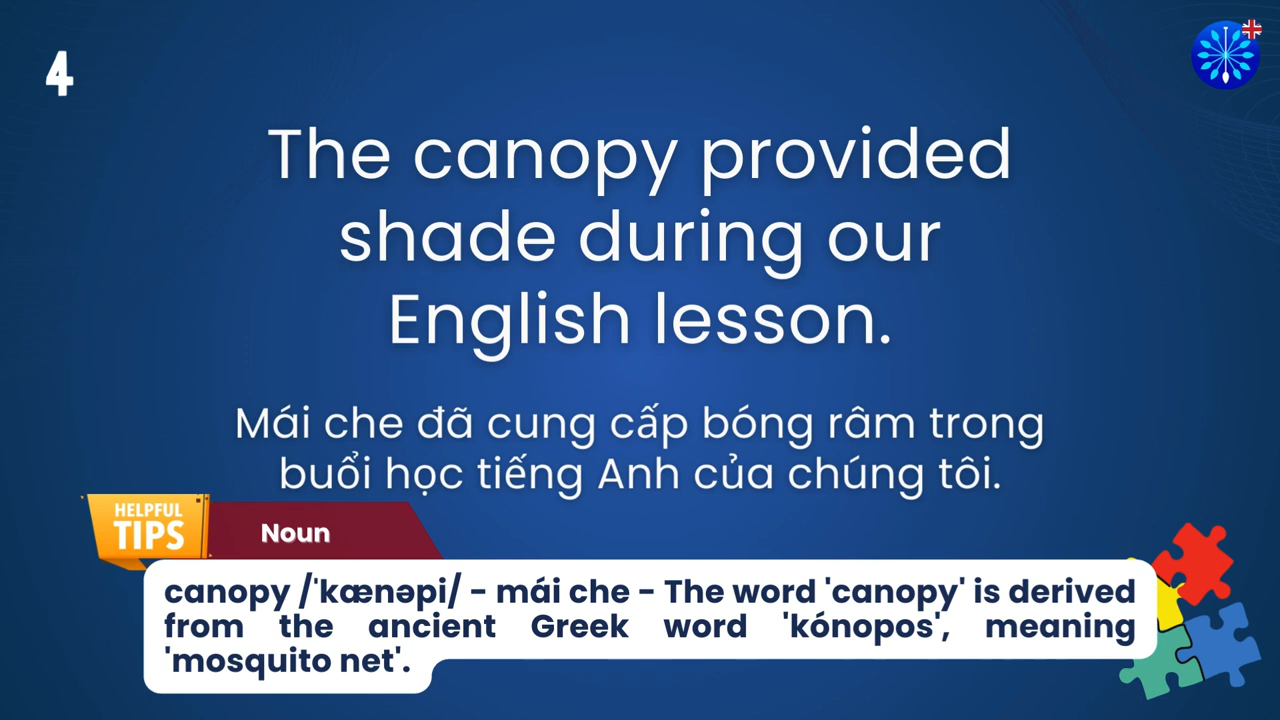 4
The canopy provided
shade during our
English lesson.
Mái che đã cung cấp bóng râm trong
buổi học tiếng Anh của chúng tôi.
HELPFUL
TIPS
Noun
canopy /ˈkænəpi/ - mái che - The word 'canopy' is derived
from the ancient Greek word 'kónopos', meaning
'mosquito net'.